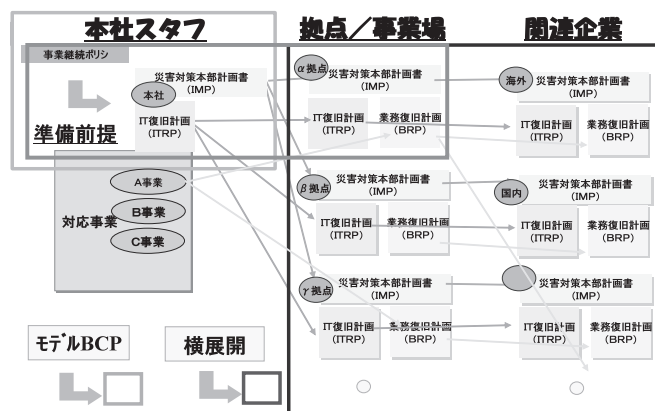 本社スタフ
拠点／事業場
関連企業
事業継続ポリシ
災害対策本部計画書
(IMP)
本社
IT復旧計画
(ITRP)
準備前提
対応事業
A事業
B事業
C事業
モデルBCP
横展開
α拠点
災害対策本部計画書
(IMP)
IT復旧計画
(ITRP)
業務復旧計画
(BRP)
β拠点
災害対策本部計画書
(IMP)
IT復旧計画
(ITRP)
業務復旧計画
(BRP)
γ拠点
災害対策本部計画書
(IMP)
IT復旧計画
(ITRP)
業務復旧計画
(BRP)
海外
災害対策本部計画書
(IMP)
IT復旧計画
(ITRP)
業務復旧計画
(BRP)
国内
災害対策本部計画書
(IMP)
IT復旧計画
(ITRP)
業務復旧計画
(BRP)
災害対策本部計画書
(IMP)
IT復旧計画
(ITRP)
業務復旧計画
(BRP)